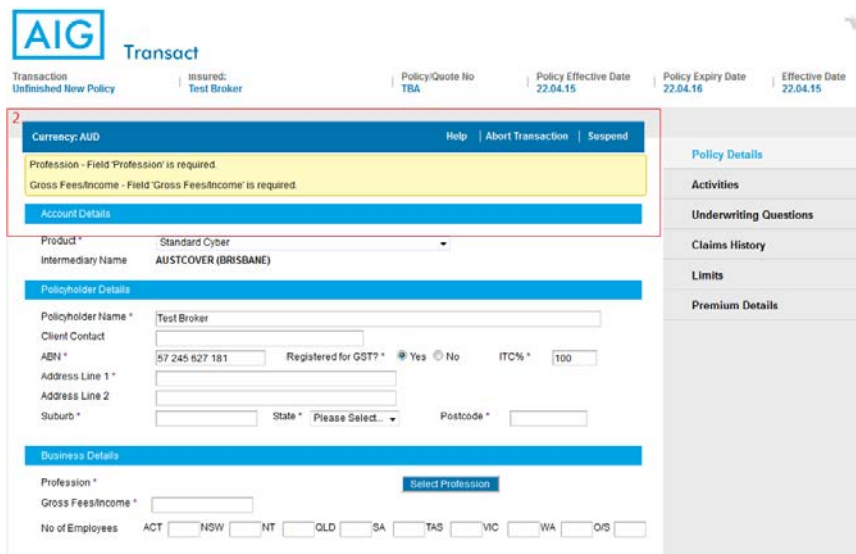 AIG
Transact
Transaction Insured: Policy/Quote No Policy Effective Date Policy Expiry Date Effective Date
Unfinished New Policy Test Broker TBA 22.04.15 22.04.16 22.04.15
2
Currency: AUD Help | Abort Transaction | Suspend
Profession - Field 'Profession' is required.
Gross Fees/Income - Field 'Gross Fees/Income' is required.
Account Details
Product * Standard Cyber
Intermediary Name AUSTCOVER (BRISBANE)
Policyholder Details
Policyholder Name * Test Broker
Client Contact
ABN * 57 245 627 181 Registered for GST? * Yes No ITC% * 100
Address Line 1 *
Address Line 2
Suburb * State * Please Select... Postcode *
Business Details
Profession * Select Profession
Gross Fees/Income *
No of Employees ACT NSW NT QLD SA TAS VIC WA O/S
Policy Details
Activities
Underwriting Questions
Claims History
Limits
Premium Details